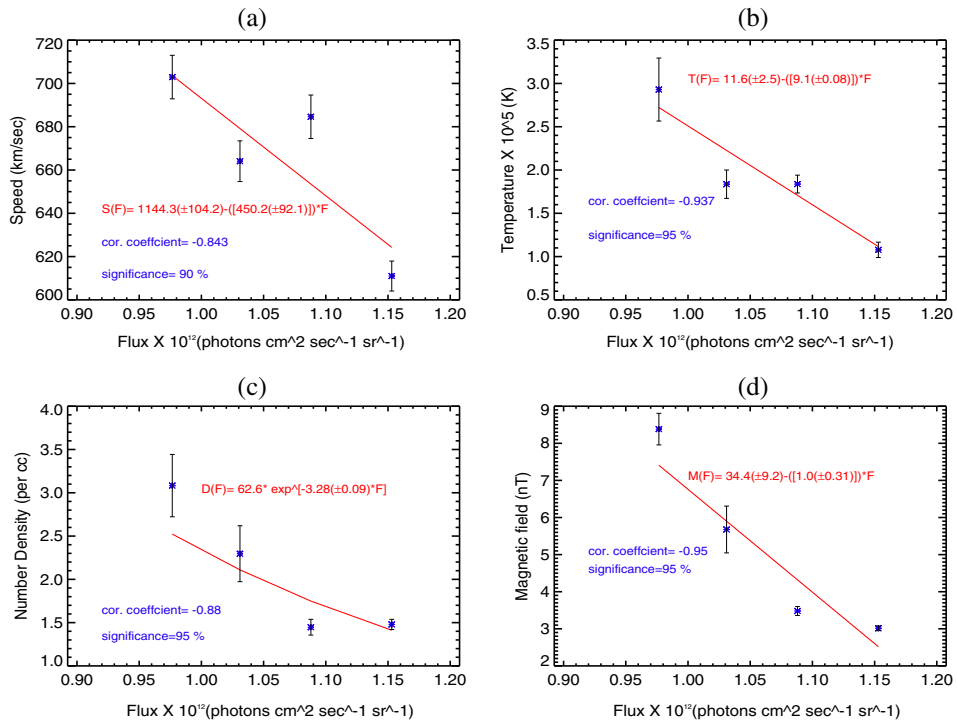 (a)
720
700
680
660
640
620
600
Speed (km/sec)
S(F)= 1144.3(±104.2)-([450.2(±92.1)])*F
cor. coeffcient= -0.843
significance= 90 %
0.90 0.95 1.00 1.05 1.10 1.15 1.20
Flux X 10¹²(photons cm^2 sec^-1 sr^-1)
(b)
3.5
3.0
2.5
2.0
1.5
1.0
0.5
Temperature X 10^5 (K)
T(F)= 11.6(±2.5)-([9.1(±0.08)])*F
cor. coeffcient= -0.937
significance=95 %
0.90 0.95 1.00 1.05 1.10 1.15 1.20
Flux X 10¹²(photons cm^2 sec^-1 sr^-1)
(c)
4.0
3.5
3.0
2.5
2.0
1.5
1.0
Number Density (per cc)
D(F)= 62.6* exp^[-3.28(±0.09)*F]
cor. coeffcient= -0.88
significance=95 %
0.90 0.95 1.00 1.05 1.10 1.15 1.20
Flux X 10¹²(photons cm^2 sec^-1 sr^-1)
(d)
9
8
7
6
5
4
3
2
Magnetic field (nT)
M(F)= 34.4(±9.2)-([1.0(±0.31)])*F
cor. coeffcient= -0.95
significance=95 %
0.90 0.95 1.00 1.05 1.10 1.15 1.20
Flux X 10¹²(photons cm^2 sec^-1 sr^-1)